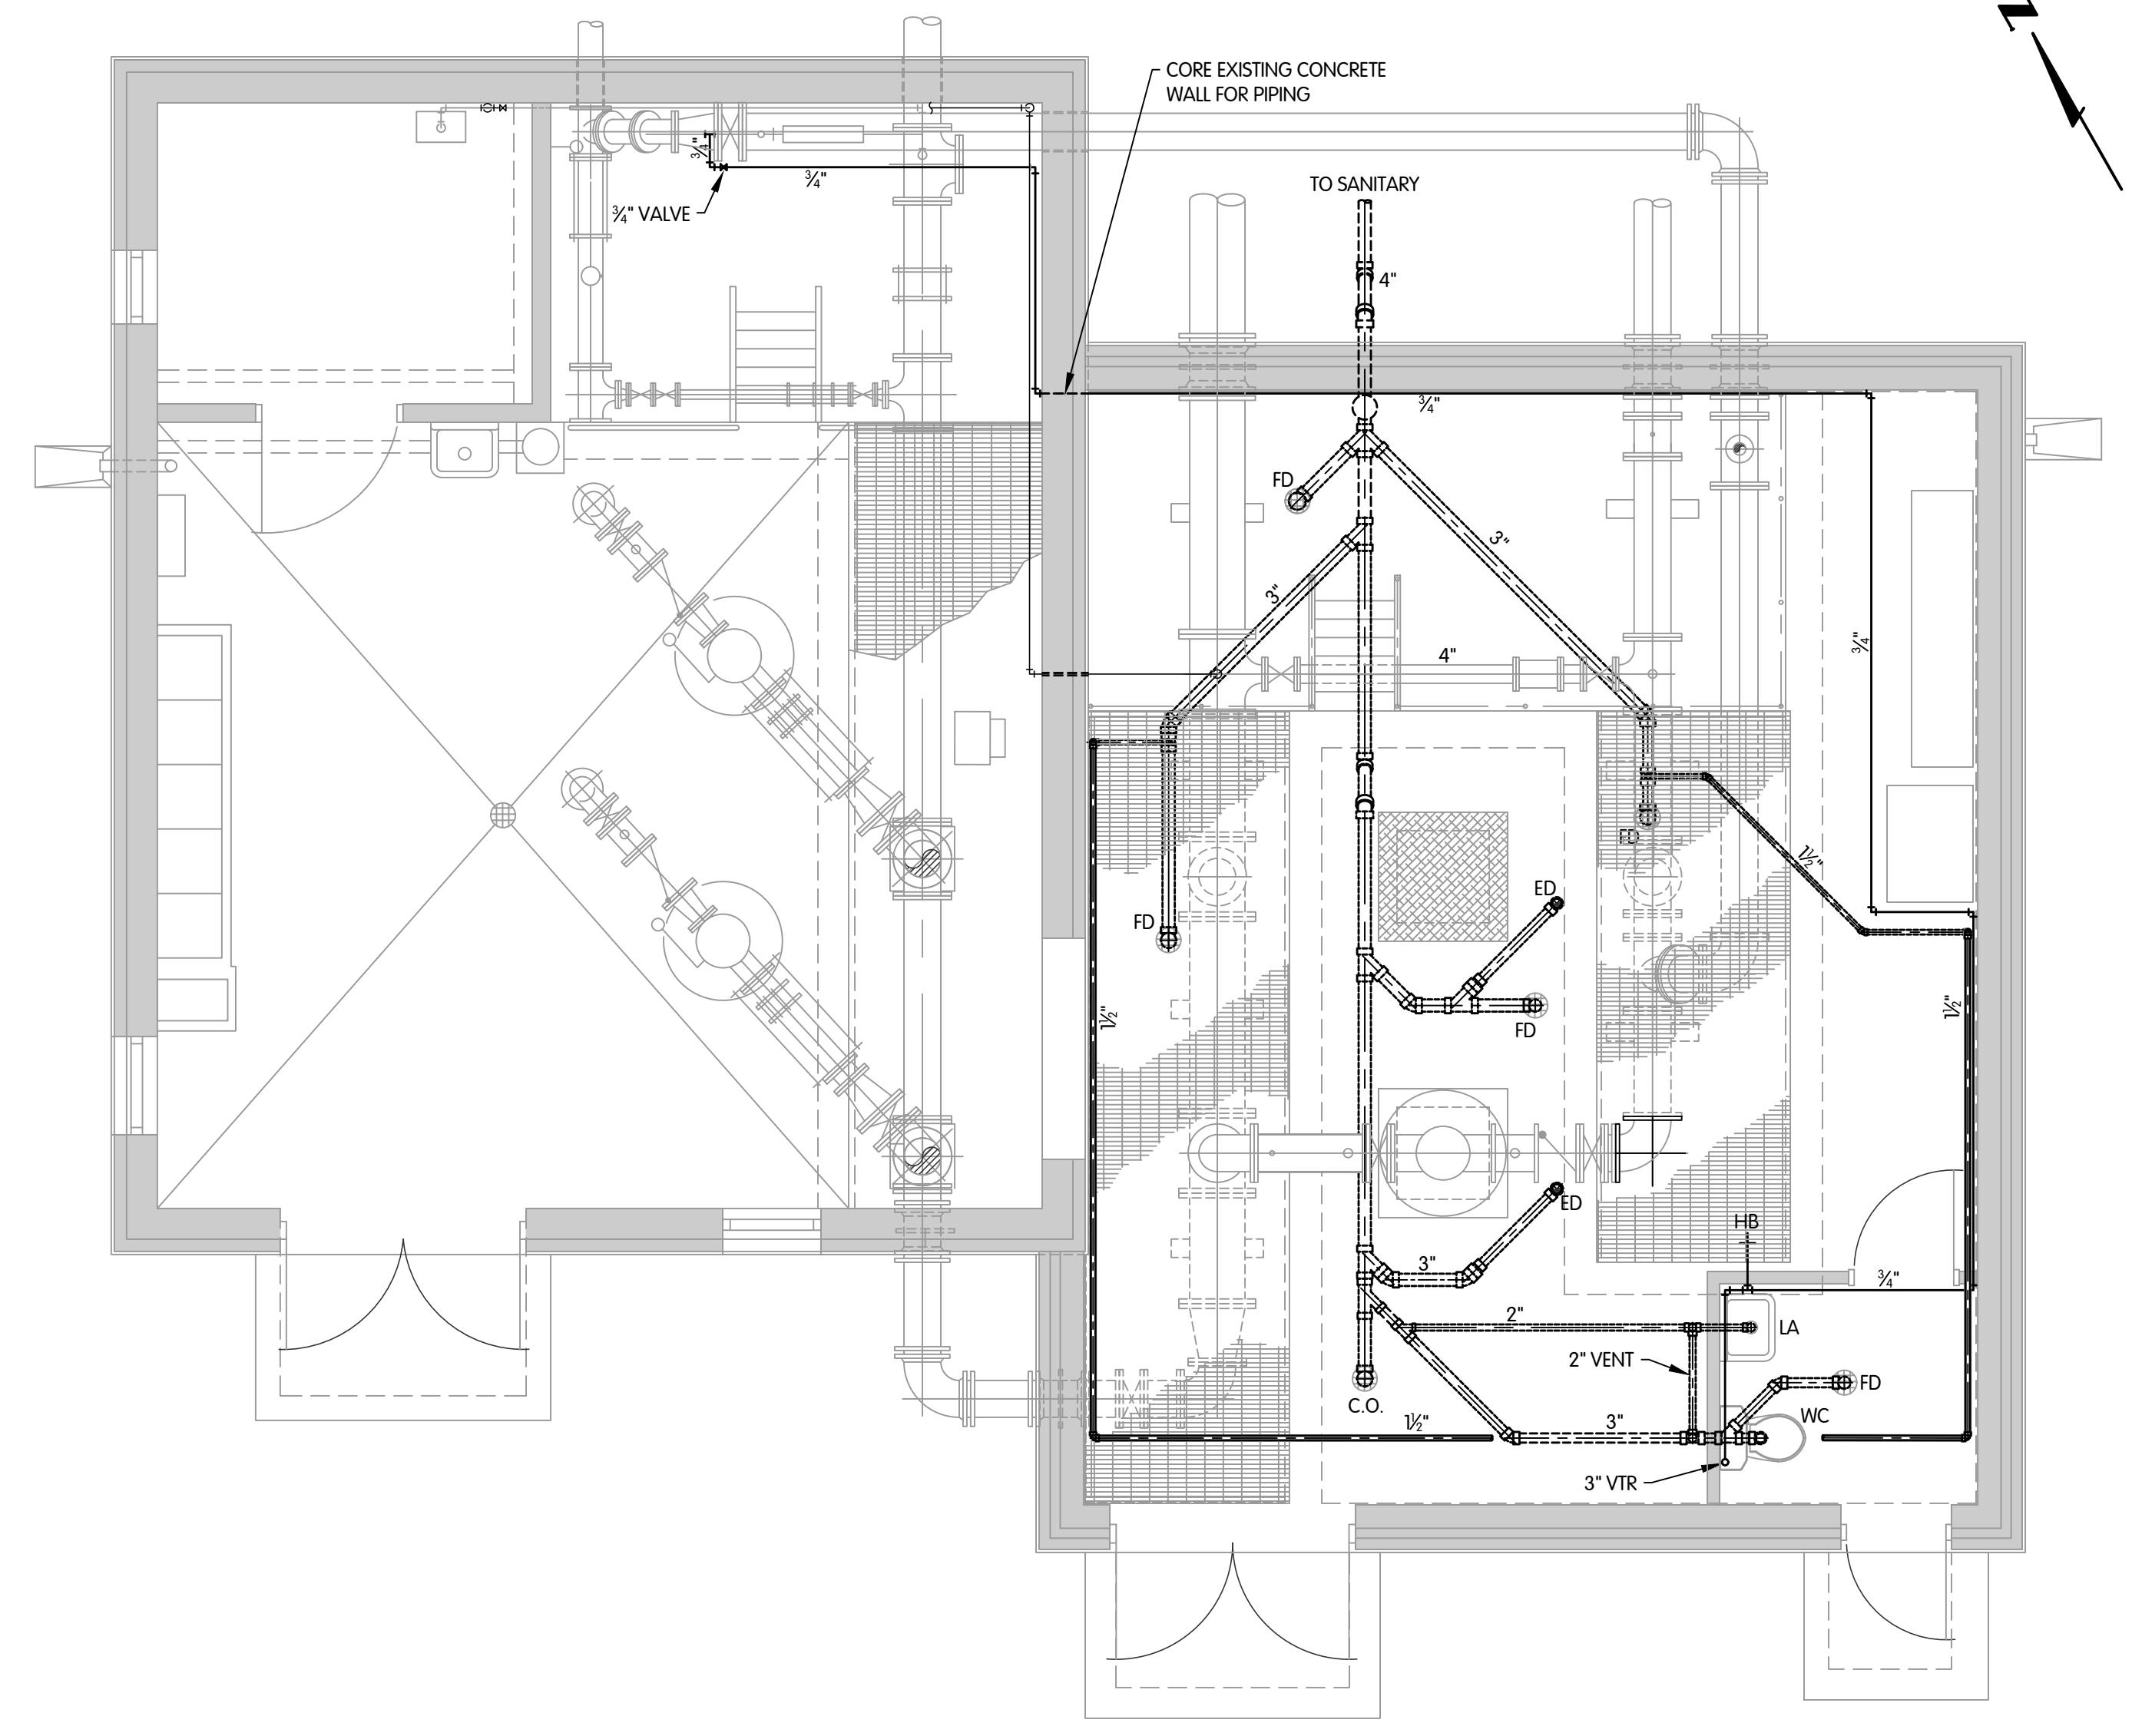 N
CORE EXISTING CONCRETE
WALL FOR PIPING
¾"
¾"
¾" VALVE
TO SANITARY
4"
¾"
FD
3"
3"
¾"
4"
FD
1½"
ED
FD
FD
1½"
1½"
ED
HB
3"
¾"
2"
LA
2" VENT
FD
C.O.
1½"
3"
WC
3" VTR